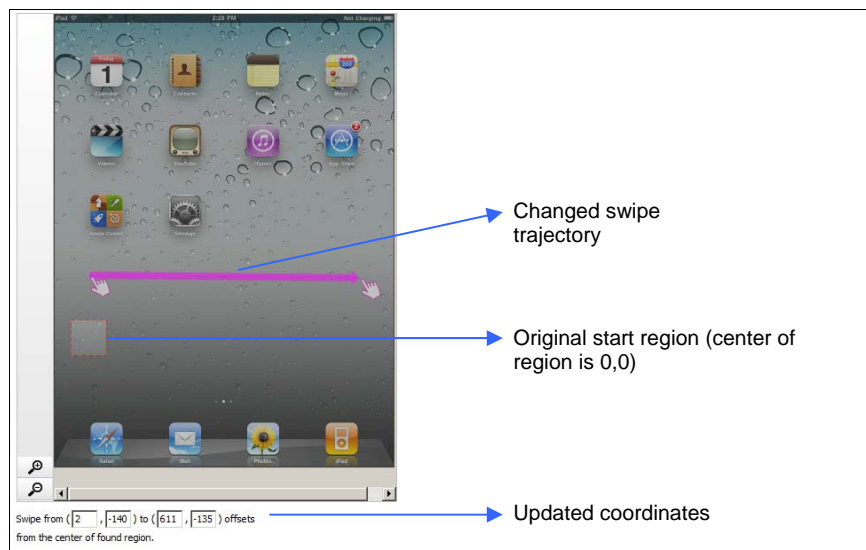 iPad 2:28 PM Not Charging
Friday
1
280
Calendar Contacts Notes Maps
Videos YouTube iTunes App Store
Game Center Settings
Changed swipe
trajectory
Original start region (center of
region is 0,0)
Safari Mail Photos iPod
Swipe from ( 2 , -140 ) to ( 611 , -135 ) offsets
from the center of found region.
Updated coordinates